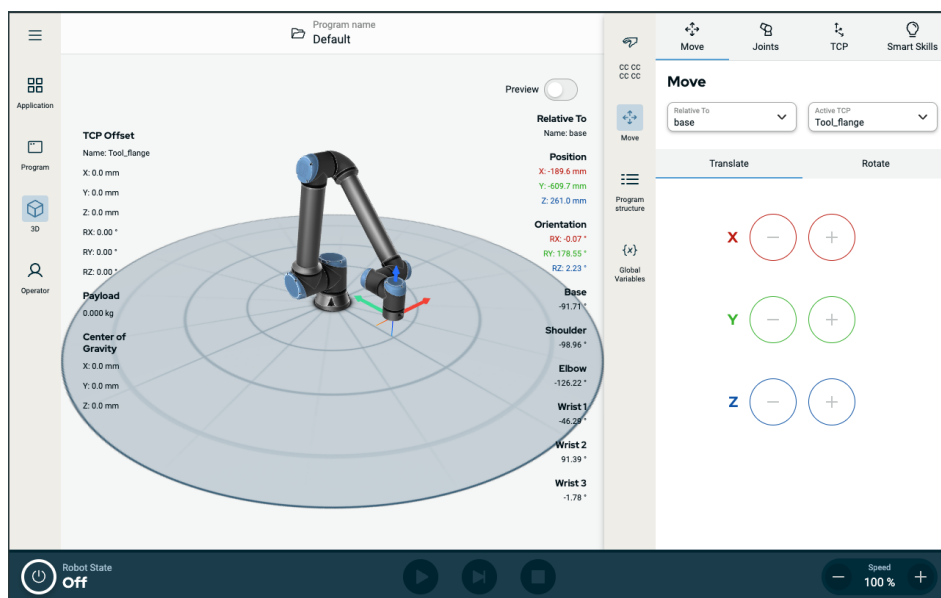 Program name
Default
Application
Program
3D
Operator
Preview
TCP Offset
Name: Tool_flange
X: 0.0 mm
Y: 0.0 mm
Z: 0.0 mm
RX: 0.00 °
RY: 0.00 °
RZ: 0.00 °
Payload
0.000 kg
Center of
Gravity
X: 0.0 mm
Y: 0.0 mm
Z: 0.0 mm
Relative To
Name: base
Position
X: -189.6 mm
Y: -609.7 mm
Z: 261.0 mm
Orientation
RX: -0.07 °
RY: 178.55 °
RZ: 2.23 °
Base
-91.71 °
Shoulder
-98.96 °
Elbow
-126.22 °
Wrist 1
-46.29 °
Wrist 2
91.39 °
Wrist 3
-1.78 °
CC CC
CC CC
Move
Program
structure
{x}
Global
Variables
Move
Joints
TCP
Smart Skills
Move
Relative To
base
Active TCP
Tool_flange
Translate
Rotate
X
Y
Z
Robot State
Off
Speed
100 %